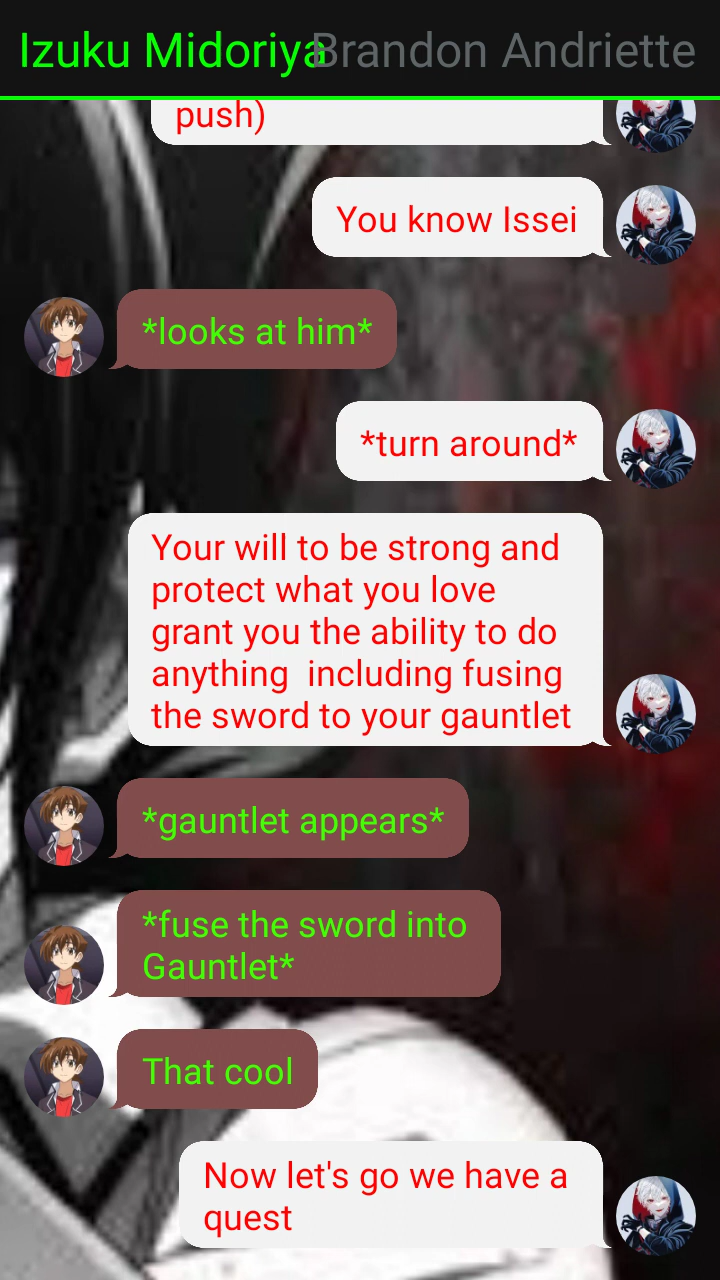 Izuku Midoriya Brandon Andriette
push)
You know Issei
*looks at him*
*turn around*
Your will to be strong and
protect what you love
grant you the ability to do
anything  including fusing
the sword to your gauntlet
*gauntlet appears*
*fuse the sword into
Gauntlet*
That cool
Now let's go we have a
quest